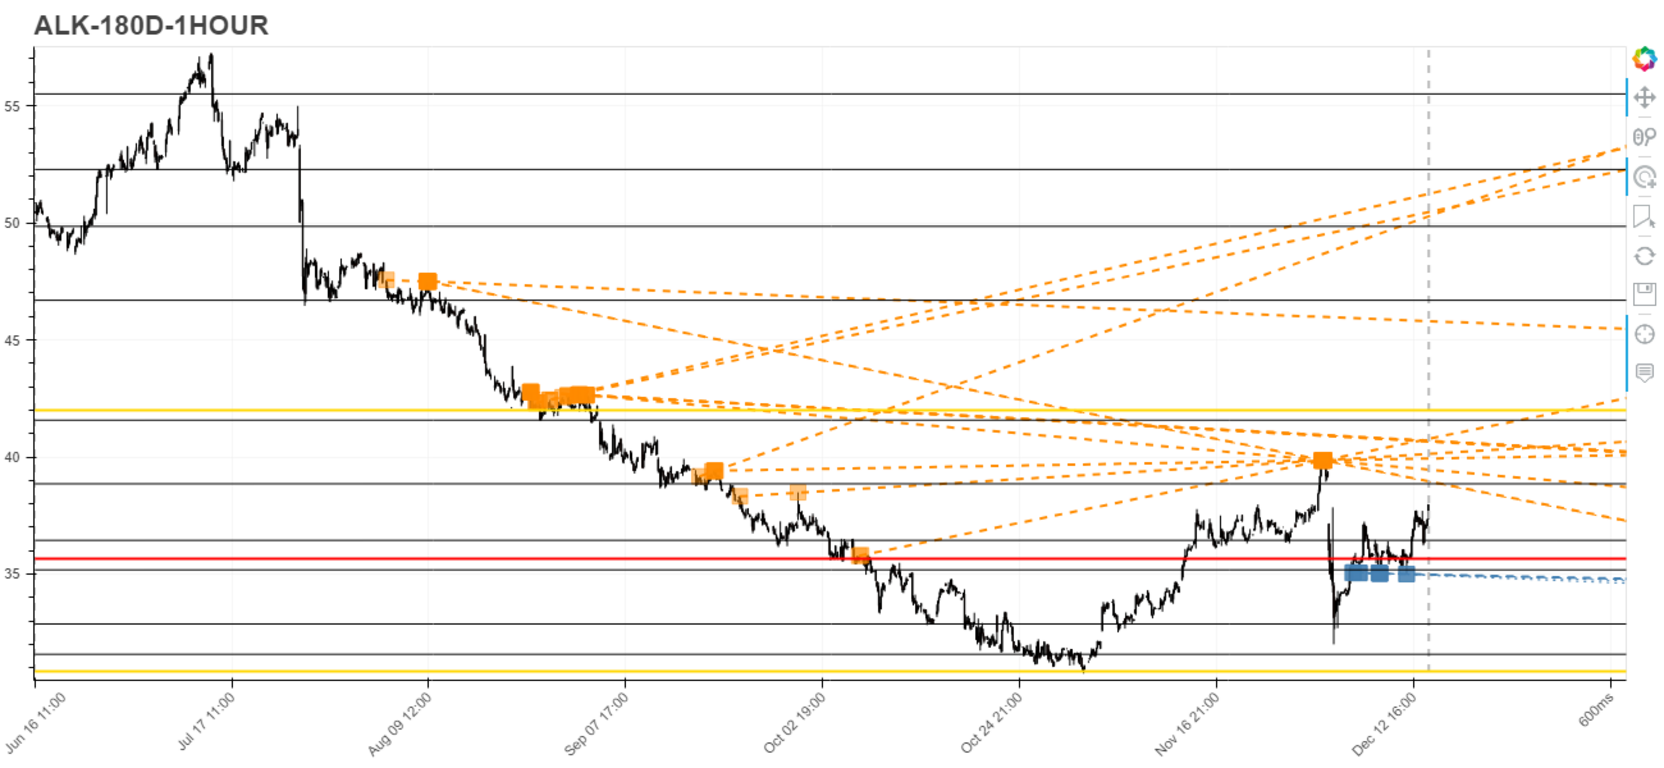 ALK-180D-1HOUR
55
50
45
40
35
Jun 16 11:00
Jul 17 11:00
Aug 09 12:00
Sep 07 17:00
Oct 02 19:00
Oct 24 21:00
Nov 16 21:00
Dec 12 16:00
600ms